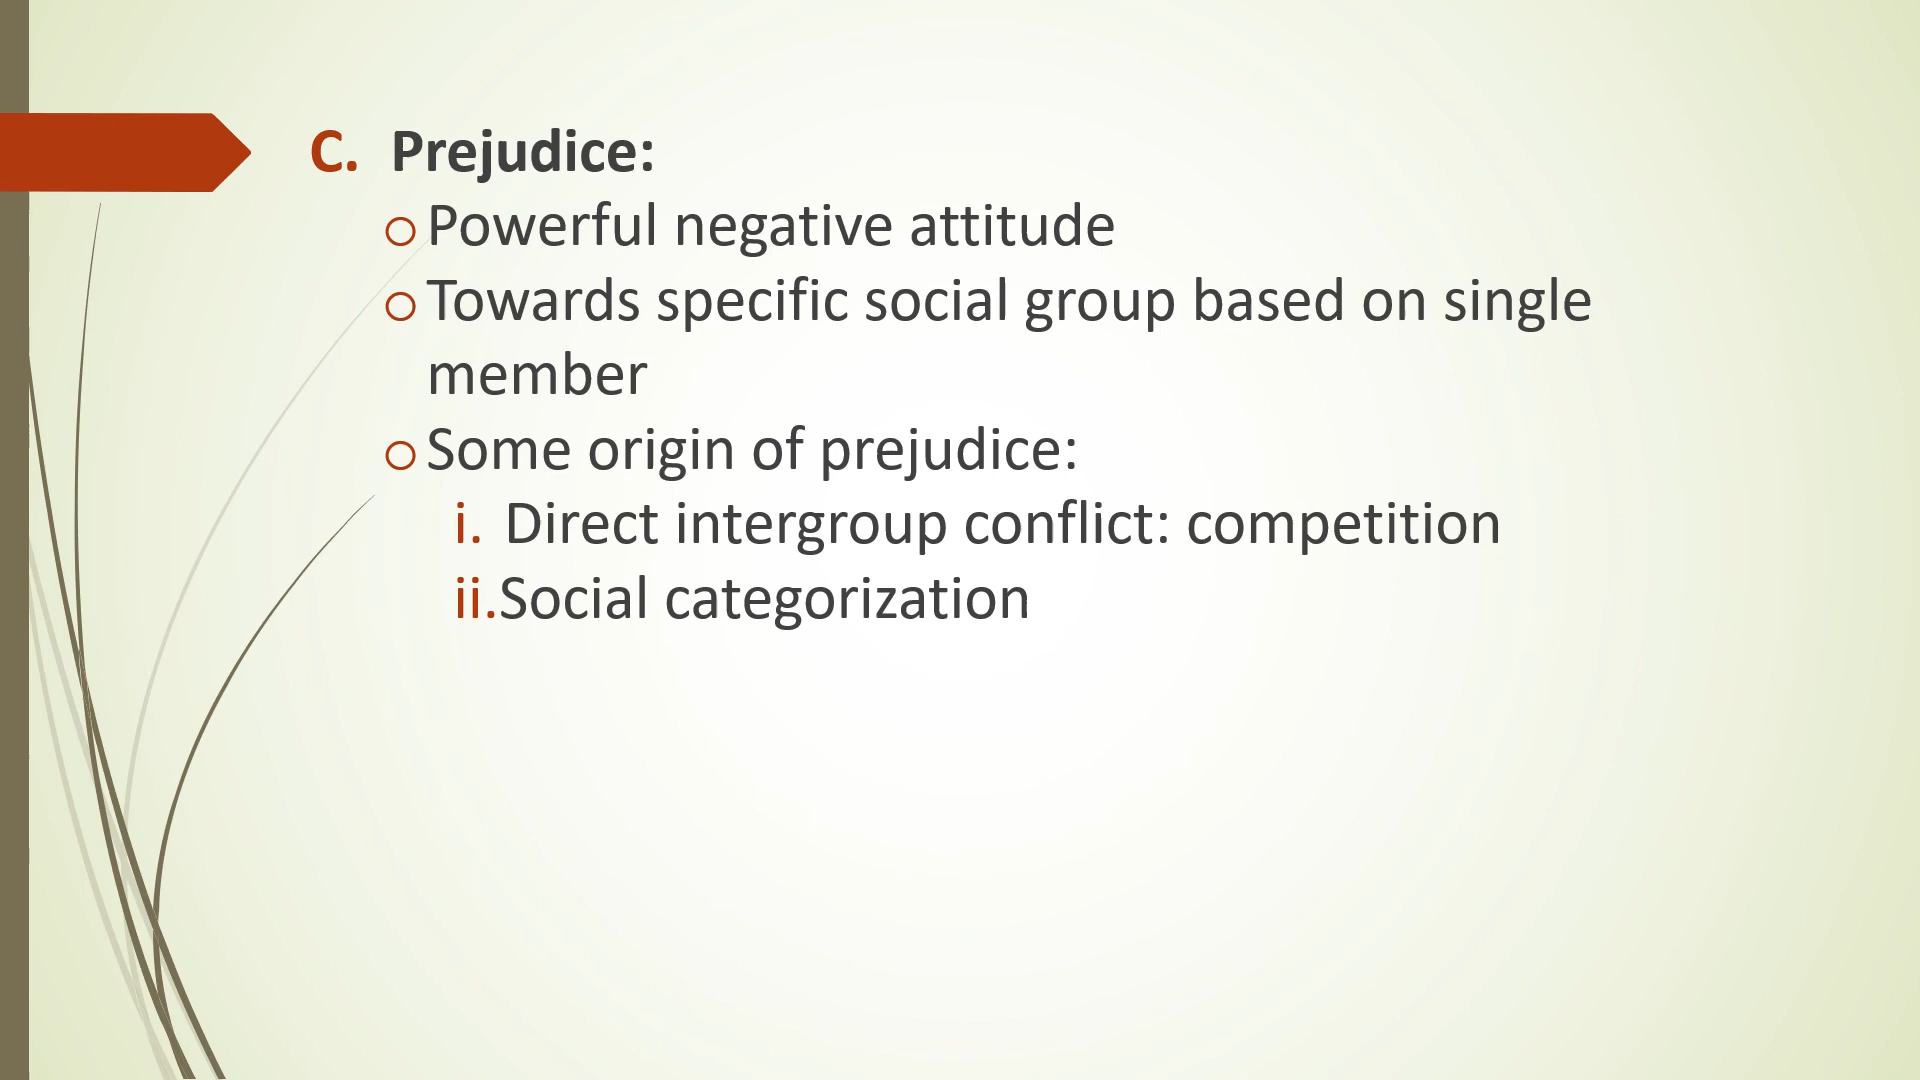 C. Prejudice:
o Powerful negative attitude
o Towards specific social group based on single
member
o Some origin of prejudice:
i. Direct intergroup conflict: competition
ii.Social categorization